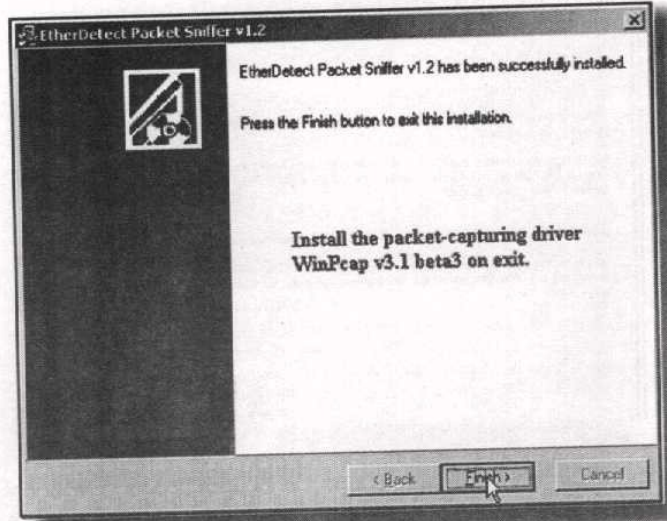 EtherDetect Packet Sniffer v1.2
EtherDetect Packet Sniffer v1.2 has been successfully installed.
Press the Finish button to exit this installation.
Install the packet-capturing driver
WinPcap v3.1 beta3 on exit.
< Back
Finish >
Cancel